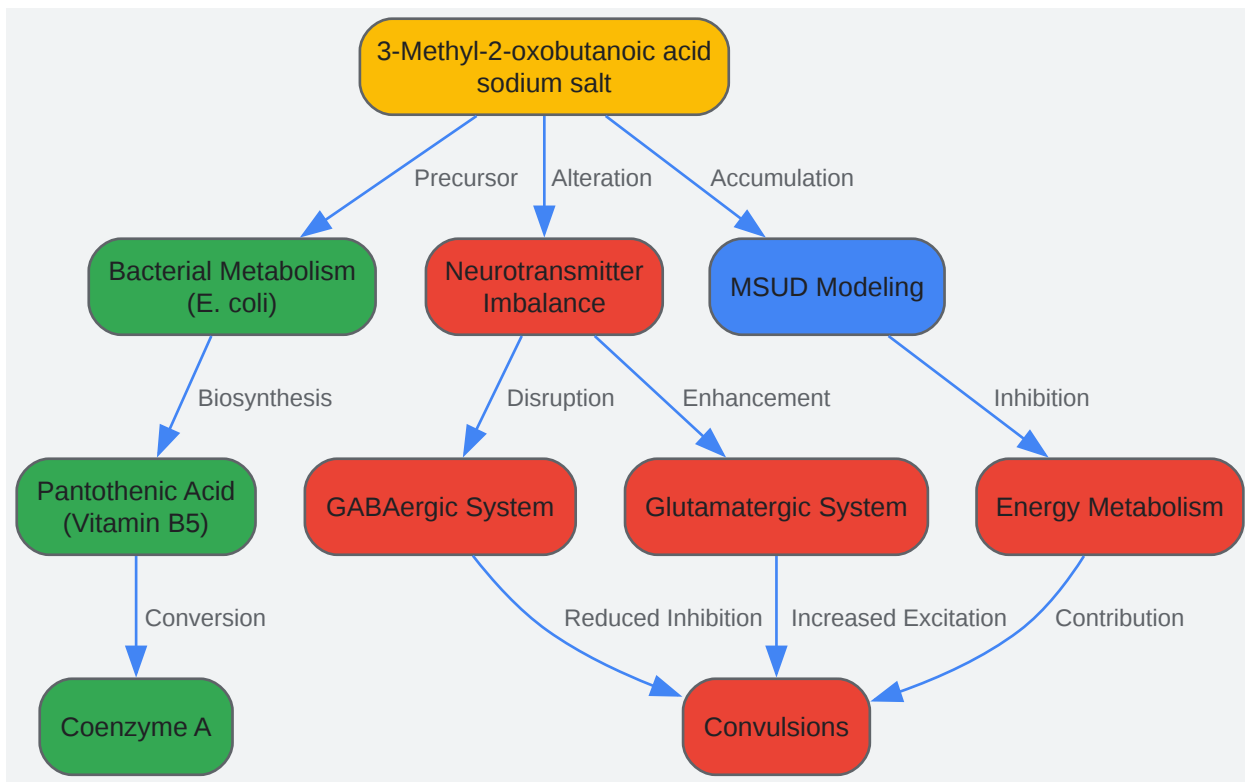 3-Methyl-2-oxobutanoic acid
sodium salt
Precursor
Alteration
Accumulation
Bacterial Metabolism
(E. coli)
Neurotransmitter
Imbalance
MSUD Modeling
Biosynthesis
Disruption
Enhancement
Inhibition
Pantothenic Acid
(Vitamin B5)
GABAergic System
Glutamatergic System
Energy Metabolism
Conversion
Reduced Inhibition
Increased Excitation
Contribution
Coenzyme A
Convulsions